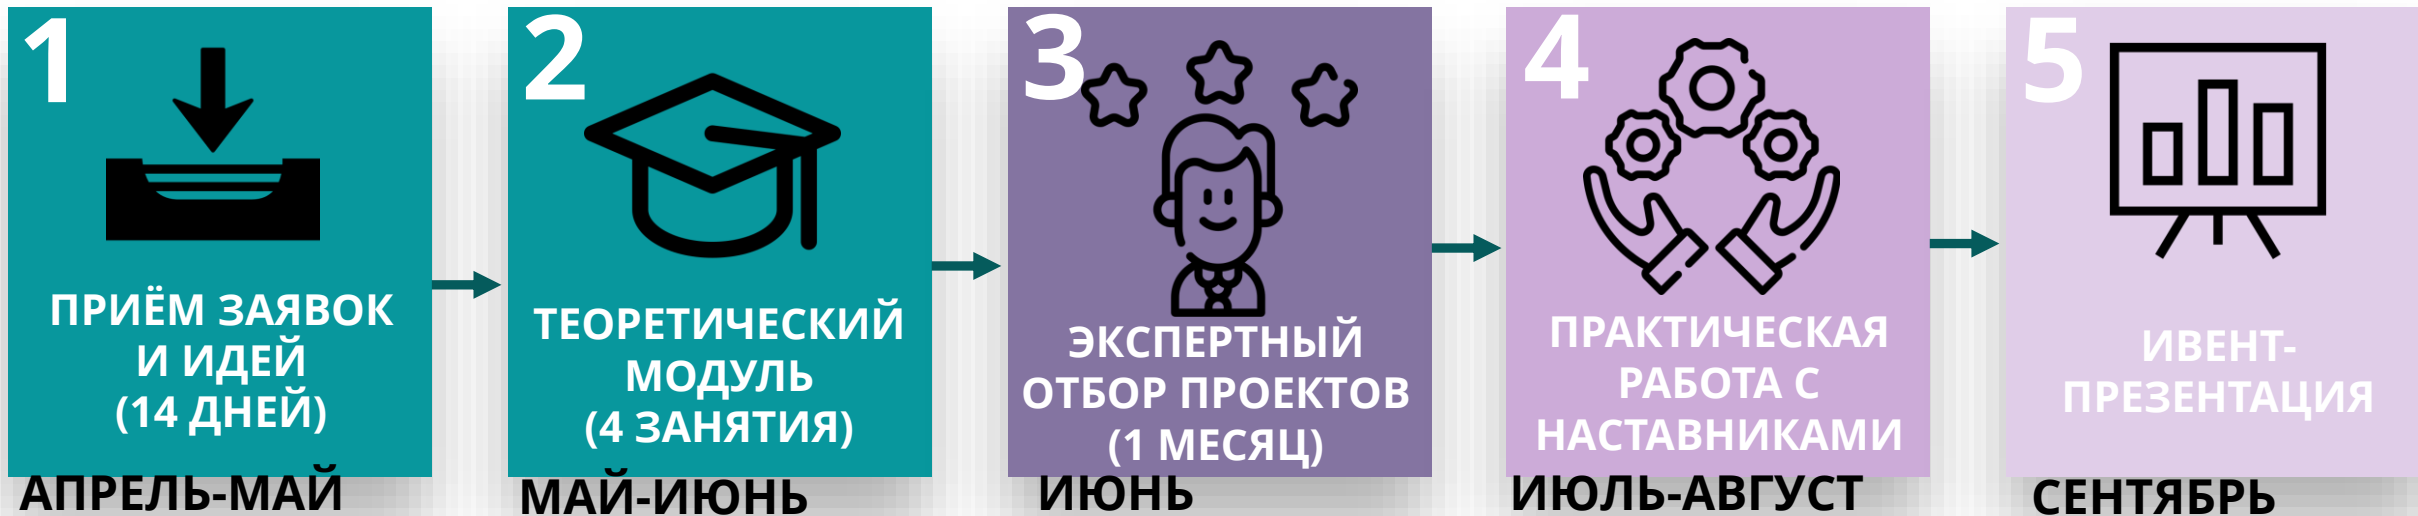 1
ПРИЁМ ЗАЯВОК
И ИДЕЙ
(14 ДНЕЙ)
АПРЕЛЬ-МАЙ
2
ТЕОРЕТИЧЕСКИЙ
МОДУЛЬ
(4 ЗАНЯТИЯ)
МАЙ-ИЮНЬ
3
ЭКСПЕРТНЫЙ
ОТБОР ПРОЕКТОВ
(1 МЕСЯЦ)
ИЮНЬ
4
ПРАКТИЧЕСКАЯ
РАБОТА С
НАСТАВНИКАМИ
ИЮЛЬ-АВГУСТ
5
ИВЕНТ-
ПРЕЗЕНТАЦИЯ
СЕНТЯБРЬ